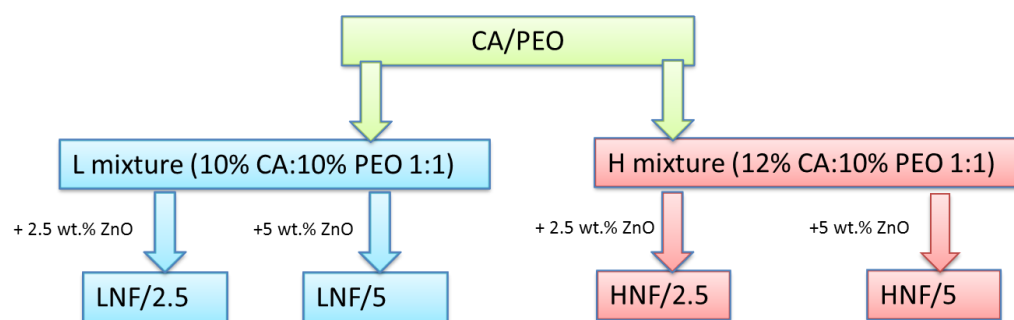 CA/PEO
L mixture (10% CA:10% PEO 1:1)
H mixture (12% CA:10% PEO 1:1)
+ 2.5 wt.% ZnO
+5 wt.% ZnO
+ 2.5 wt.% ZnO
+5 wt.% ZnO
LNF/2.5
LNF/5
HNF/2.5
HNF/5